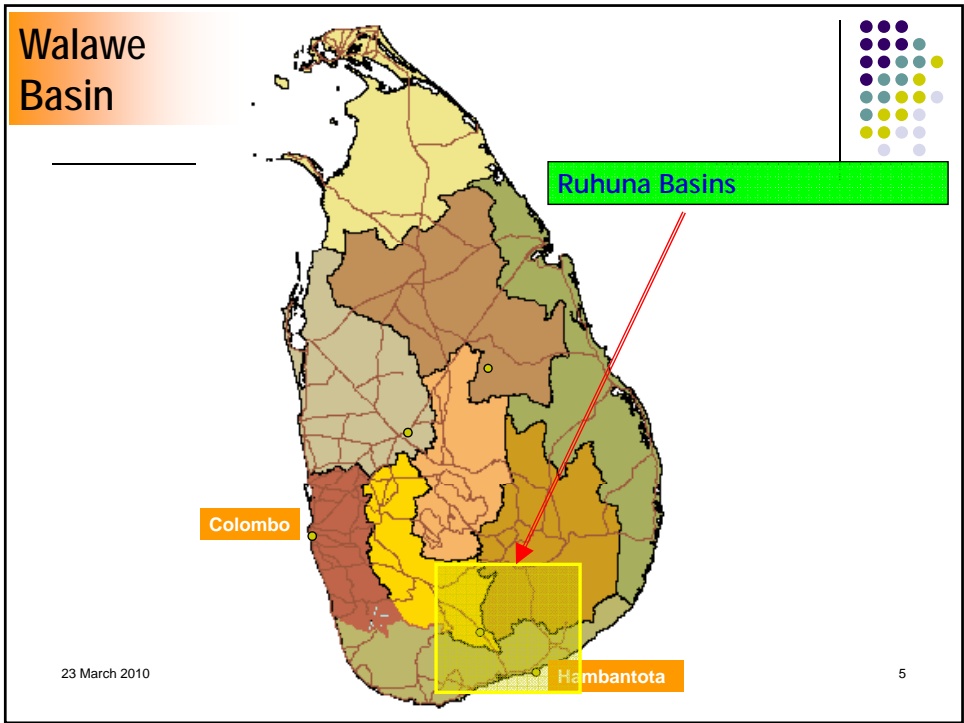 Walawe
Basin
Ruhuna Basins
Colombo
Hambantota
23 March 2010
5